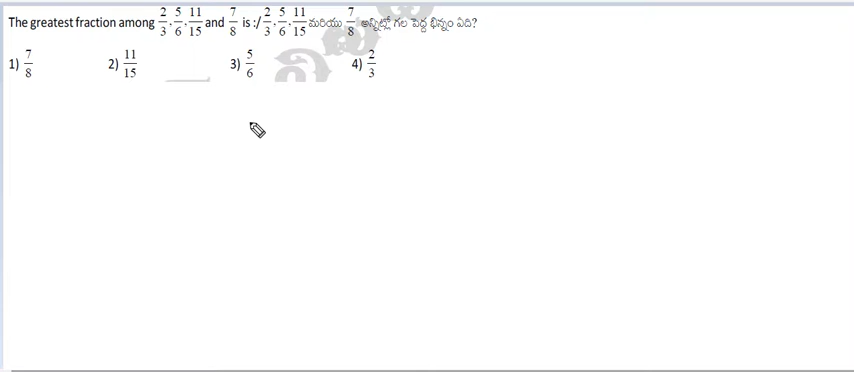 The greatest fraction among 2/3, 5/6, 11/15 and 7/8 is :/ 2/3, 5/6, 11/15 మరియు 7/8 అన్నిట్లో గల పెద్ద భిన్నం ఏది?
1) 7/8 2) 11/15 3) 5/6 4) 2/3